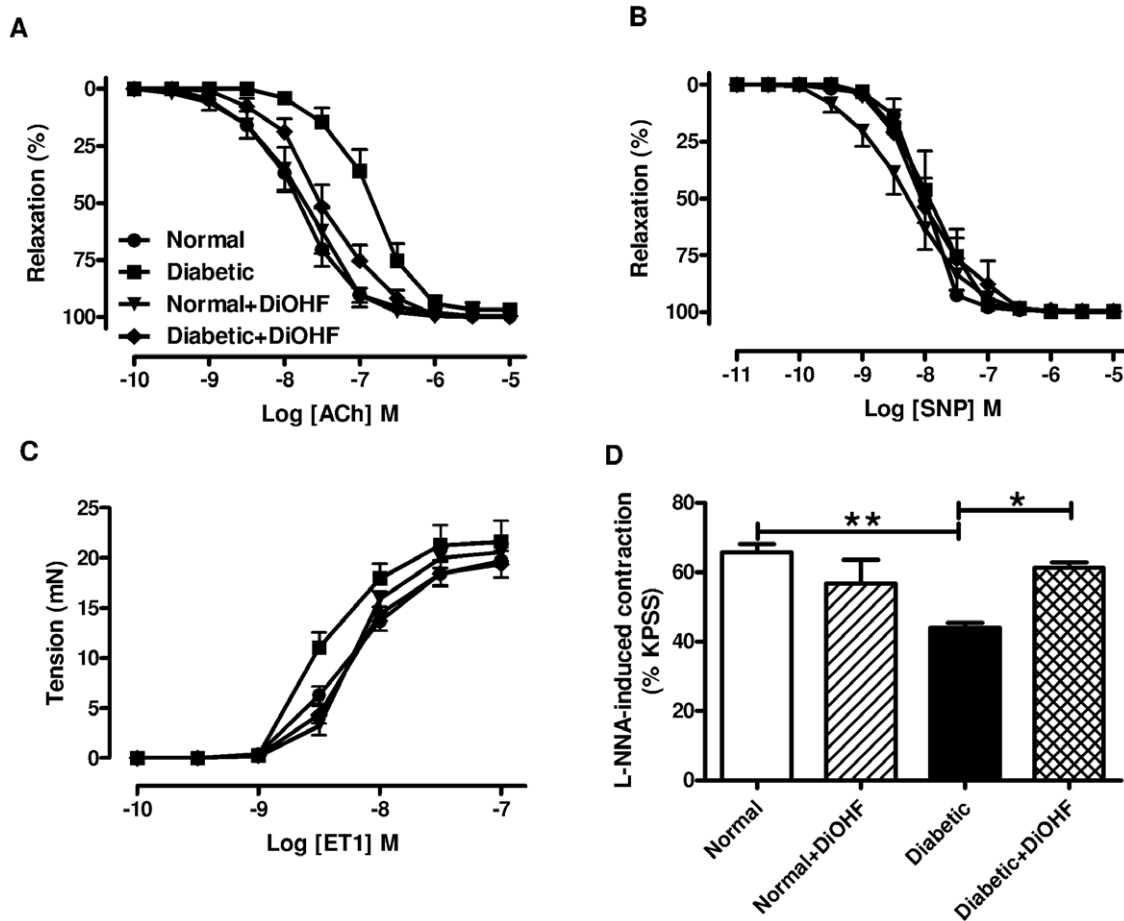 A
Relaxation (%)
0
25
50
75
100
Normal
Diabetic
Normal+DiOHF
Diabetic+DiOHF
-10 -9 -8 -7 -6 -5
Log [ACh] M
B
Relaxation (%)
0
25
50
75
100
-11 -10 -9 -8 -7 -6 -5
Log [SNP] M
C
Tension (mN)
25
20
15
10
5
0
-10 -9 -8 -7
Log [ET1] M
D
L-NNA-induced contraction
(% KPSS)
80
60
40
20
0
** *
Normal
Normal+DiOHF
Diabetic
Diabetic+DiOHF